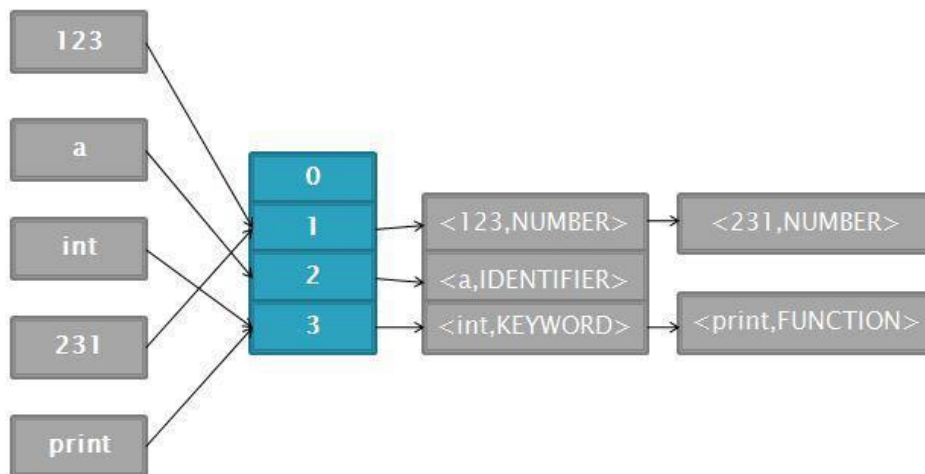 123
a
int
231
print
0
1
2
3
<123,NUMBER>
<231,NUMBER>
<a,IDENTIFIER>
<int,KEYWORD>
<print,FUNCTION>